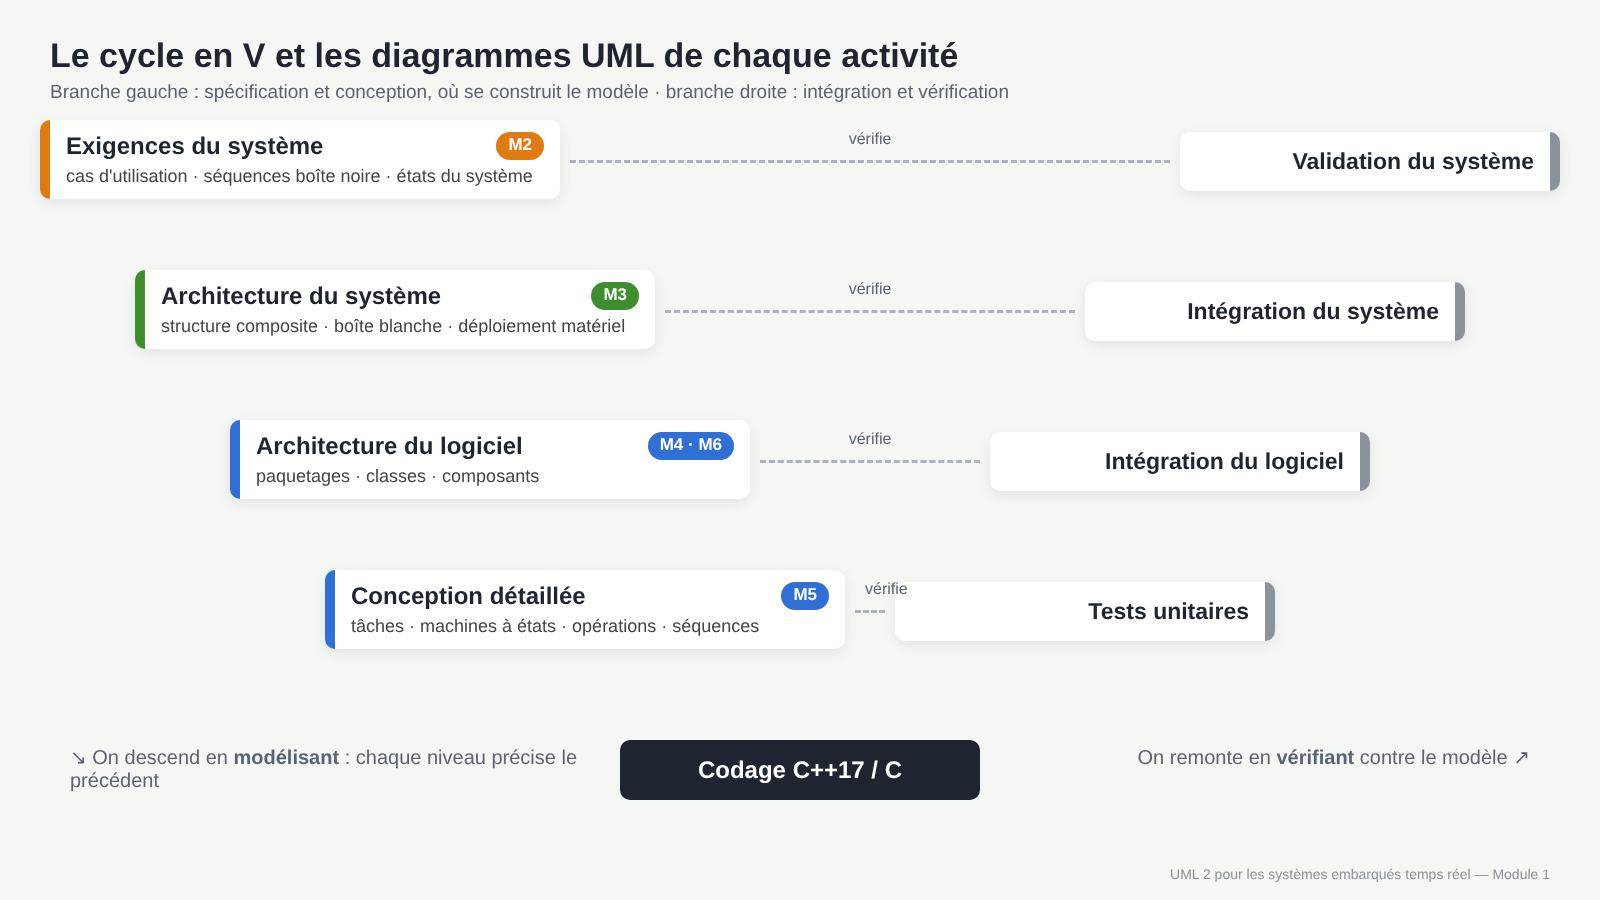 Le cycle en V et les diagrammes UML de chaque activité
Branche gauche : spécification et conception, où se construit le modèle · branche droite : intégration et vérification
Exigences du système
M2
cas d'utilisation · séquences boîte noire · états du système
vérifie
Validation du système
Architecture du système
M3
structure composite · boîte blanche · déploiement matériel
vérifie
Intégration du système
Architecture du logiciel
M4 · M6
paquetages · classes · composants
vérifie
Intégration du logiciel
Conception détaillée
M5
tâches · machines à états · opérations · séquences
vérifie
Tests unitaires
↘ On descend en modélisant : chaque niveau précise le
précédent
Codage C++17 / C
On remonte en vérifiant contre le modèle ↗
UML 2 pour les systèmes embarqués temps réel — Module 1